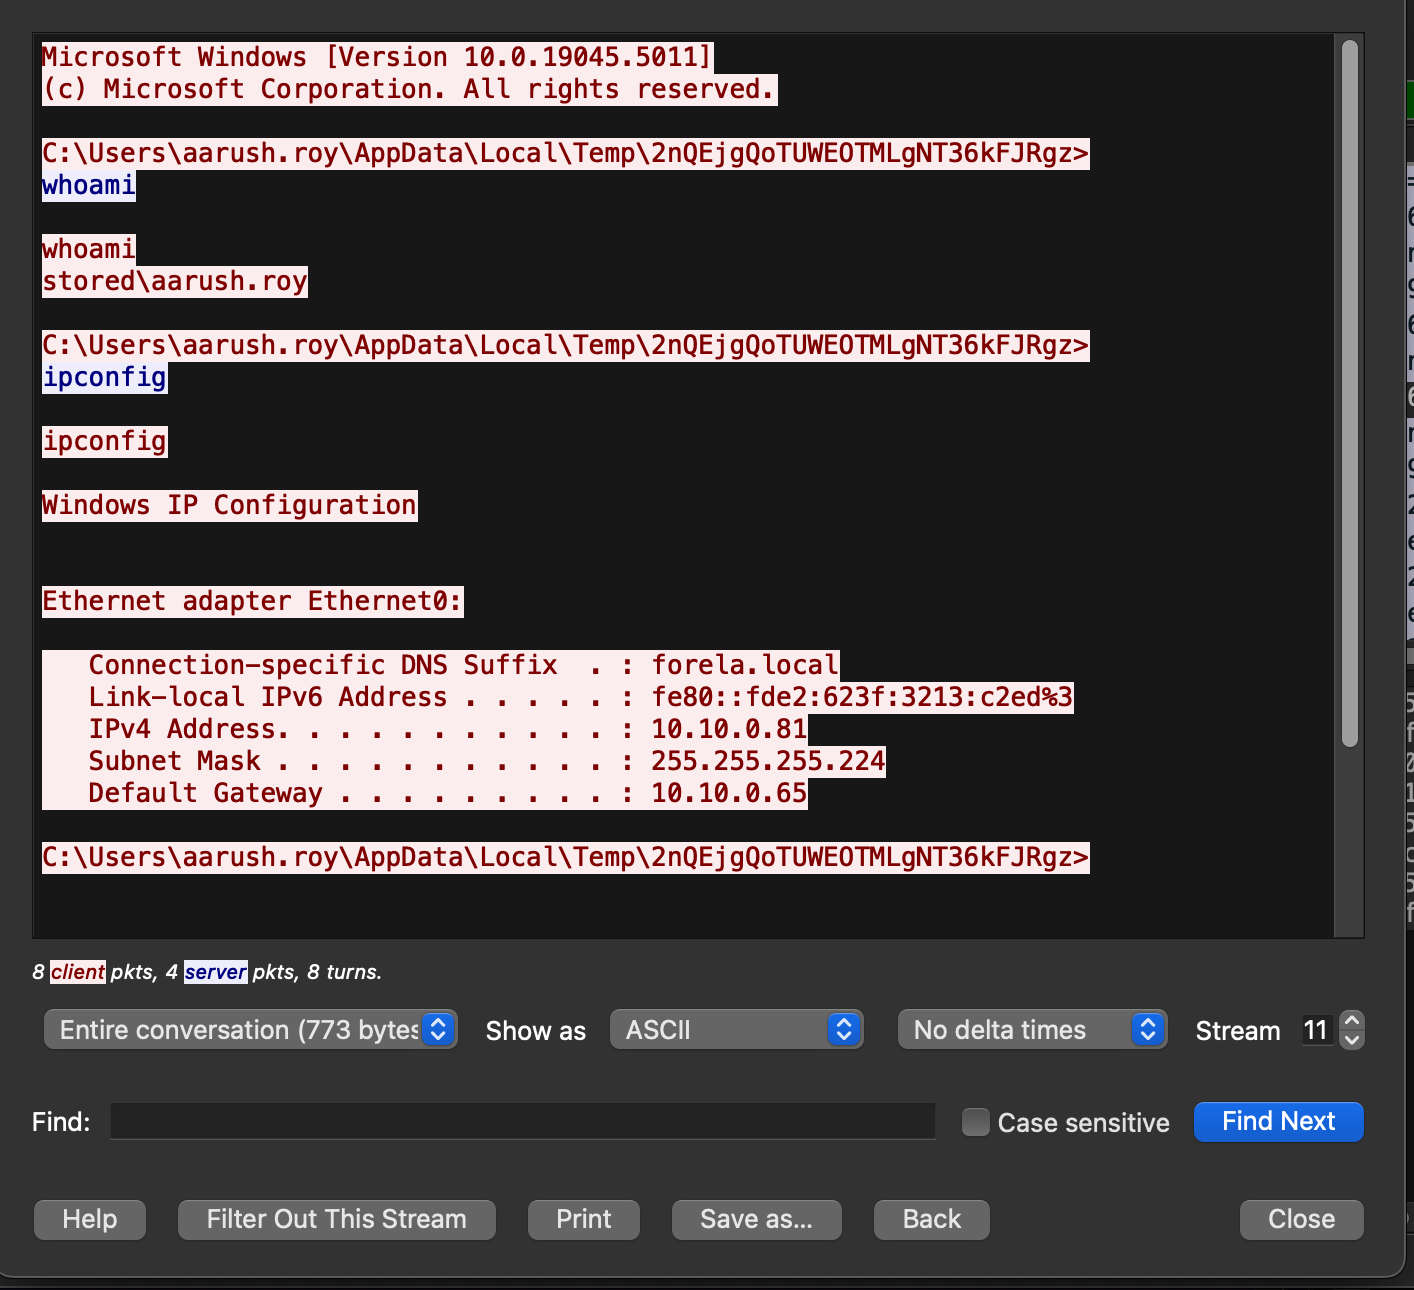 Microsoft Windows [Version 10.0.19045.5011]
(c) Microsoft Corporation. All rights reserved.
C:\Users\aarush.roy\AppData\Local\Temp\2nQEjgQoTUWEOTMLgNT36kFJRgz>
whoami
whoami
stored\aarush.roy
C:\Users\aarush.roy\AppData\Local\Temp\2nQEjgQoTUWEOTMLgNT36kFJRgz>
ipconfig
ipconfig
Windows IP Configuration
Ethernet adapter Ethernet0:
   Connection-specific DNS Suffix  . : forela.local
   Link-local IPv6 Address . . . . . : fe80::fde2:623f:3213:c2ed%3
   IPv4 Address. . . . . . . . . . . : 10.10.0.81
   Subnet Mask . . . . . . . . . . . : 255.255.255.224
   Default Gateway . . . . . . . . . : 10.10.0.65
C:\Users\aarush.roy\AppData\Local\Temp\2nQEjgQoTUWEOTMLgNT36kFJRgz>
8 client pkts, 4 server pkts, 8 turns.
Entire conversation (773 bytes Show as ASCII No delta times Stream 11
Find: Case sensitive Find Next
Help Filter Out This Stream Print Save as... Back Close